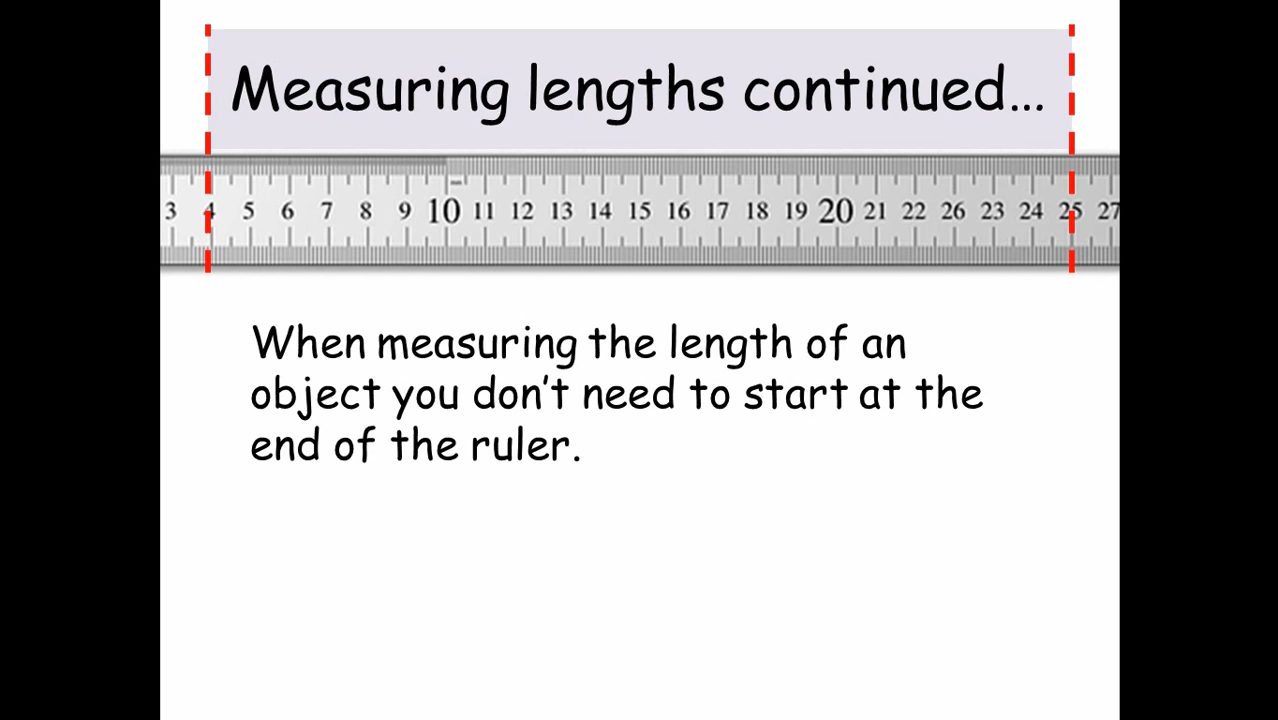 Measuring lengths continued...
3 4 5 6 7 8 9 10 11 12 13 14 15 16 17 18 19 20 21 22 26 23 24 25 27
When measuring the length of an
object you don't need to start at the
end of the ruler.